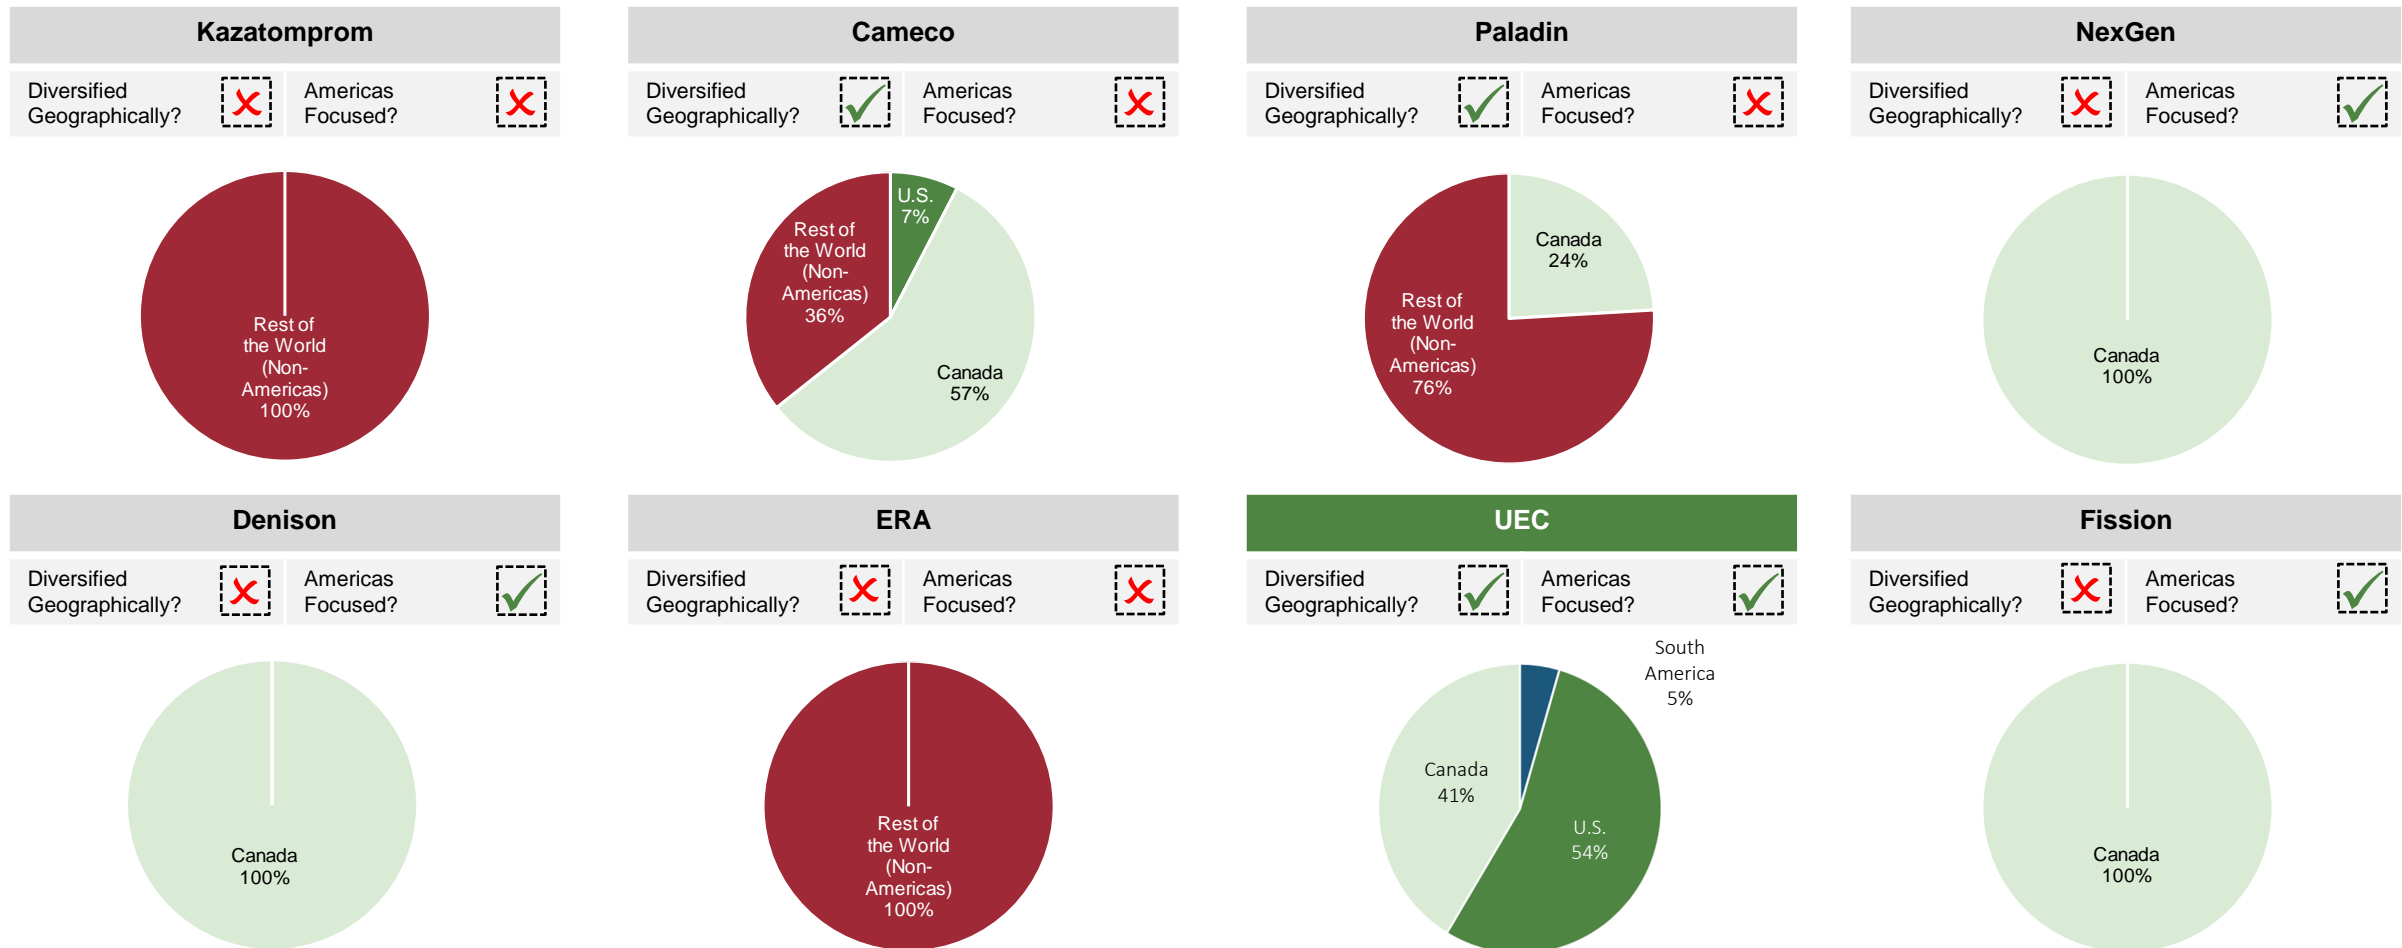 Kazatomprom
Diversified
Geographically?
Americas
Focused?
Rest of
the World
(Non-
Americas)
100%
Cameco
Diversified
Geographically?
Americas
Focused?
U.S.
7%
Rest of
the World
(Non-
Americas)
36%
Canada
57%
Paladin
Diversified
Geographically?
Americas
Focused?
Canada
24%
Rest of
the World
(Non-
Americas)
76%
NexGen
Diversified
Geographically?
Americas
Focused?
Canada
100%
Denison
Diversified
Geographically?
Americas
Focused?
Canada
100%
ERA
Diversified
Geographically?
Americas
Focused?
Rest of
the World
(Non-
Americas)
100%
UEC
Diversified
Geographically?
Americas
Focused?
South
America
5%
Canada
41%
U.S.
54%
Fission
Diversified
Geographically?
Americas
Focused?
Canada
100%